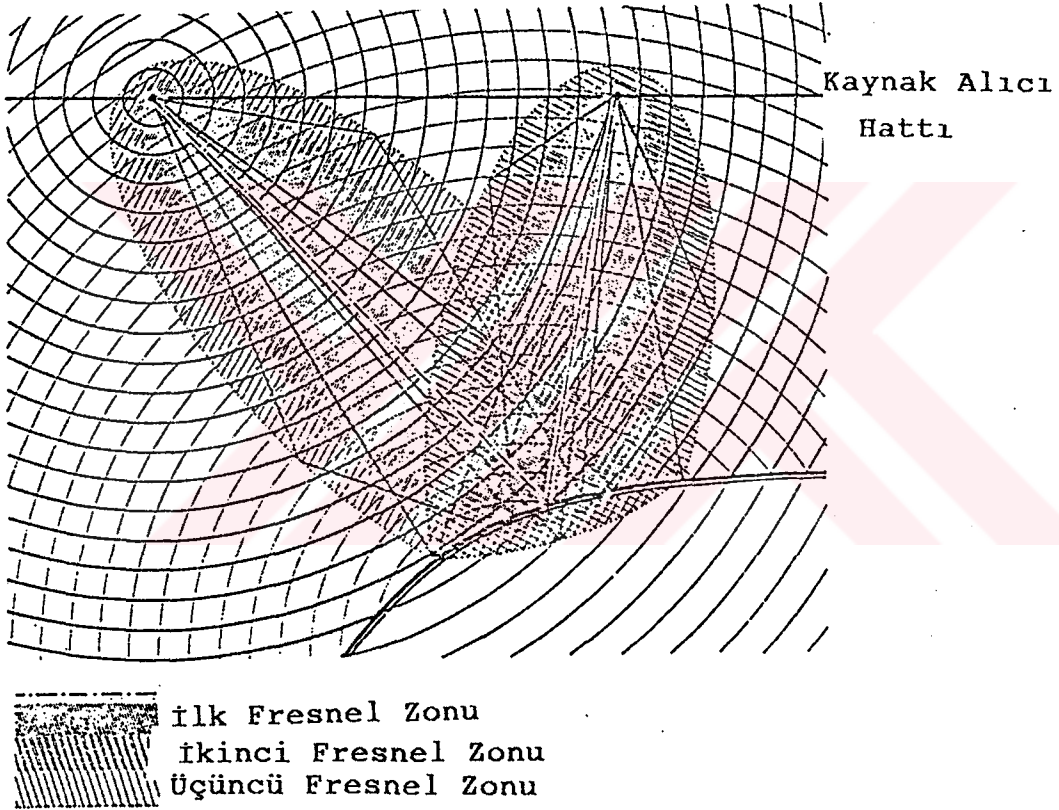 Kaynak Alıcı
Hattı
İlk Fresnel Zonu
İkinci Fresnel Zonu
Üçüncü Fresnel Zonu